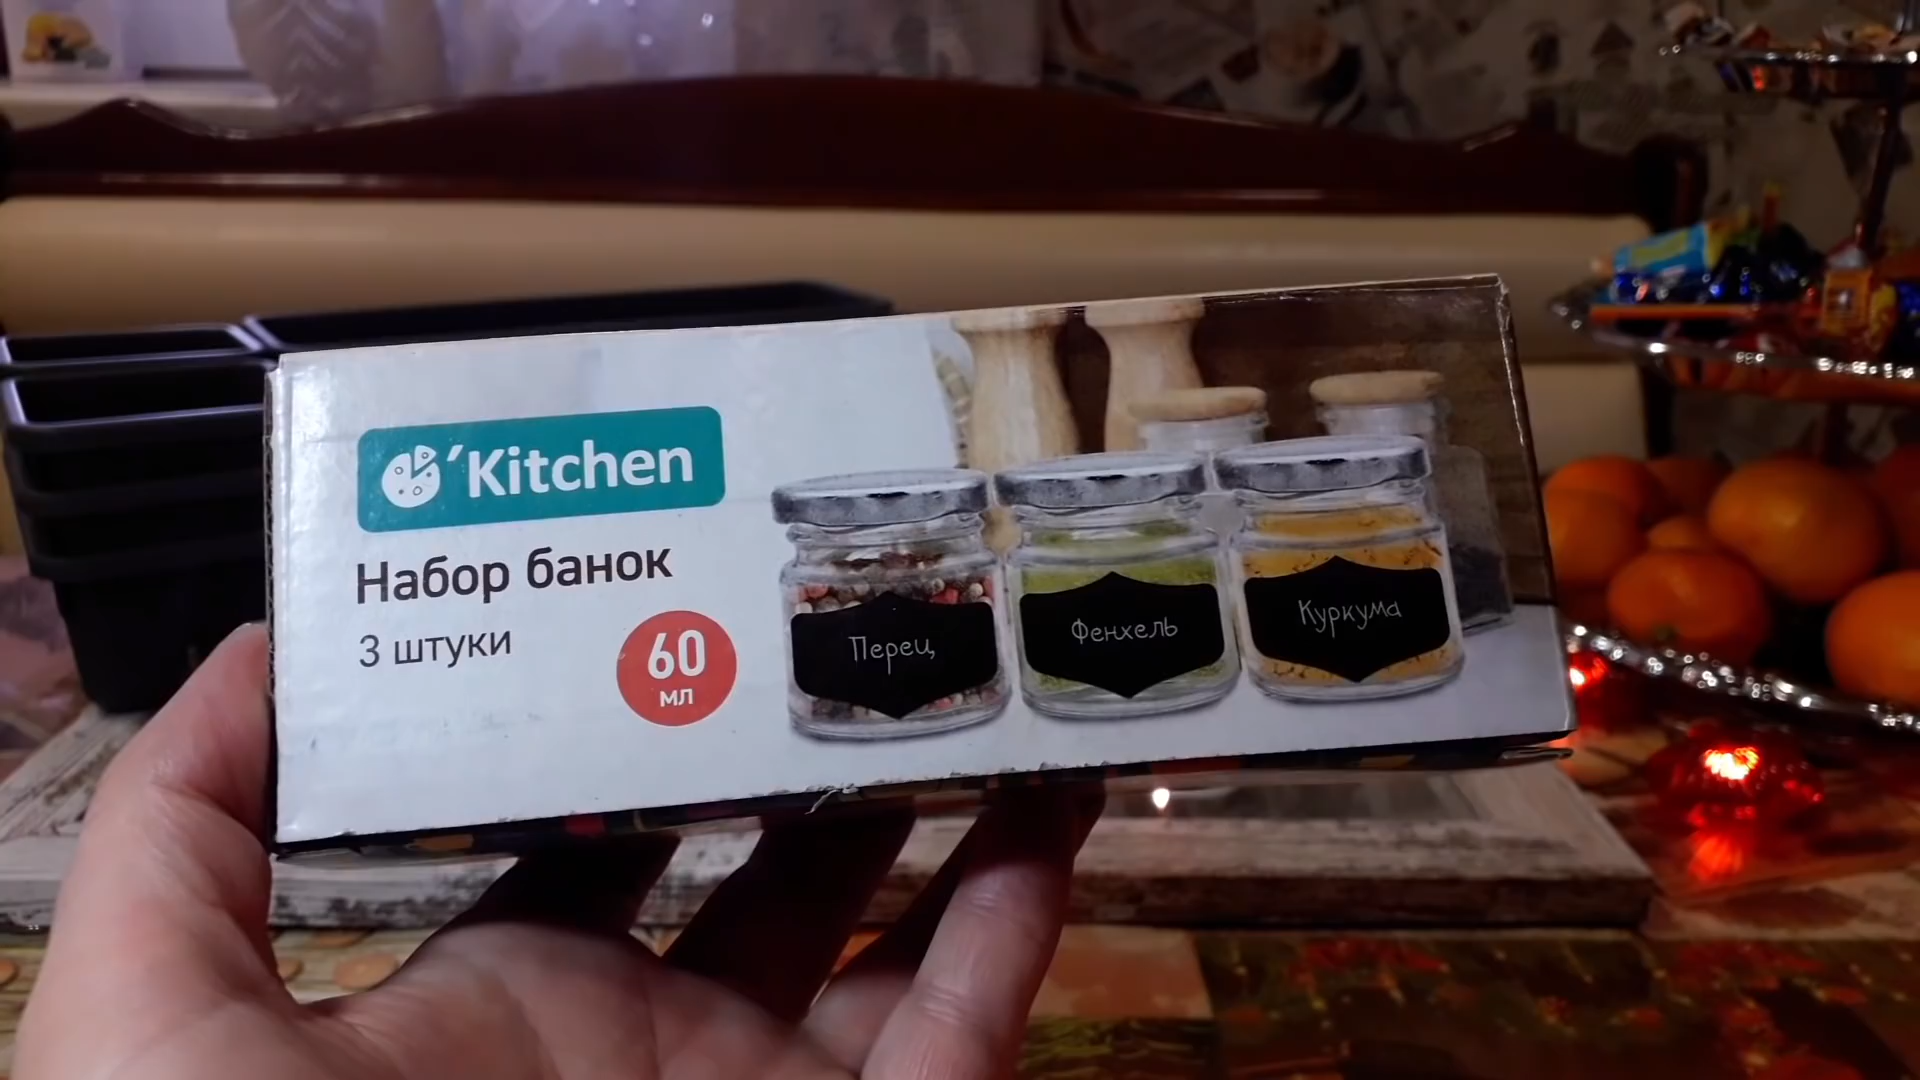 'Kitchen
Набор банок
3 штуки
60
мл
Перец
Фенхель
Куркума